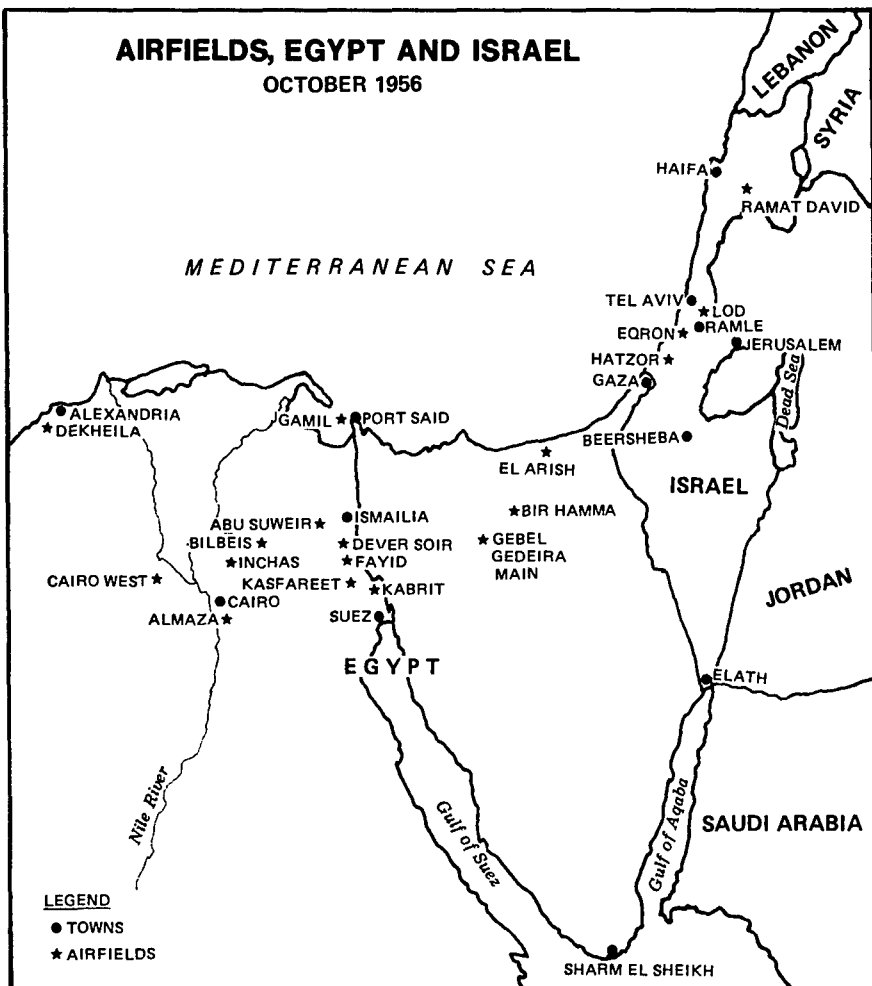 AIRFIELDS, EGYPT AND ISRAEL
OCTOBER 1956
LEBANON
SYRIA
HAIFA
RAMAT DAVID
MEDITERRANEAN SEA
TEL AVIV
LOD
RAMLE
EQRON
JERUSALEM
HATZOR
GAZA
Dead Sea
ALEXANDRIA
DEKHEILA
GAMIL
PORT SAID
BEERSHEBA
EL ARISH
ISRAEL
ABU SUWEIR
ISMAILIA
BIR HAMMA
BILBEIS
DEVER SOIR
GEBEL
GEDEIRA
MAIN
INCHAS
FAYID
CAIRO WEST
KASFAREET
KABRIT
JORDAN
CAIRO
ALMAZA
SUEZ
EGYPT
ELATH
Nile River
Gulf of Suez
Gulf of Aqaba
SAUDI ARABIA
LEGEND
TOWNS
AIRFIELDS
SHARM EL SHEIKH